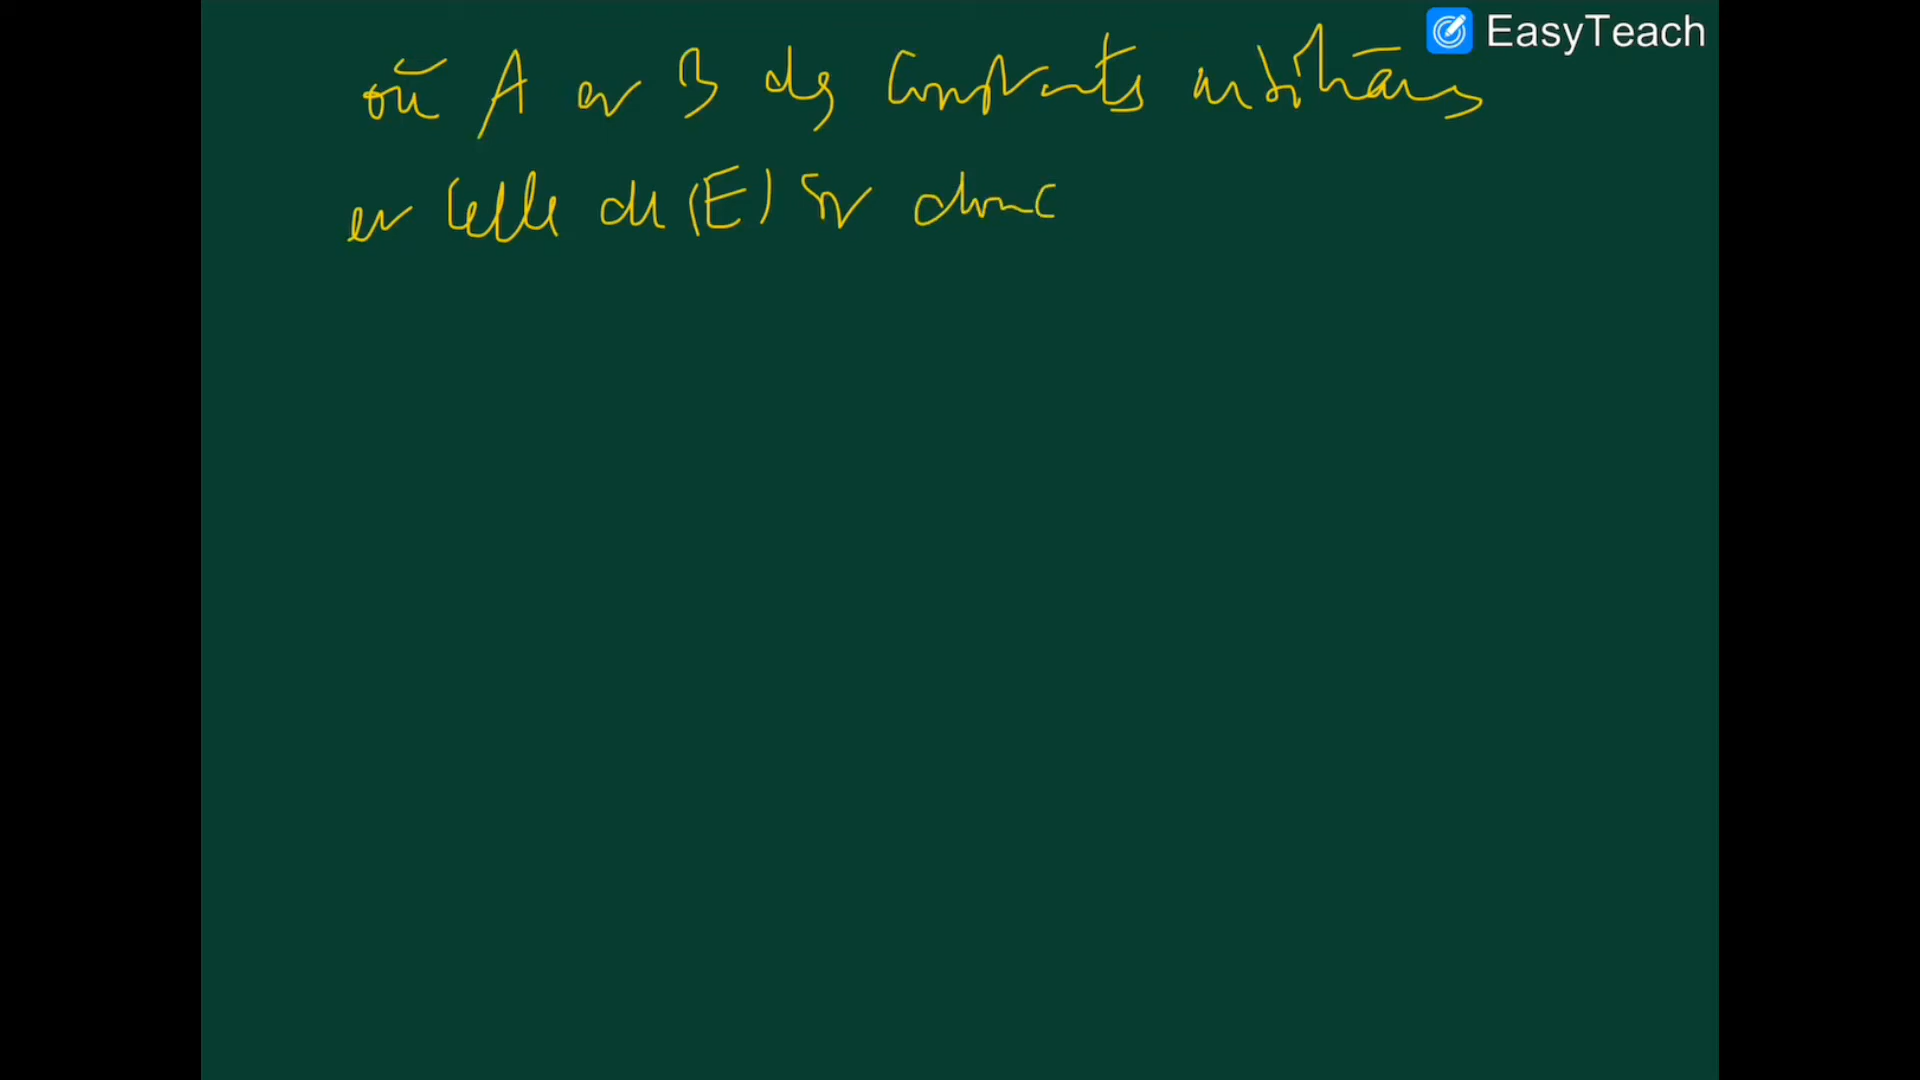 EasyTeach
où A et B des constantes arbitraires
et celle de (E) est donc